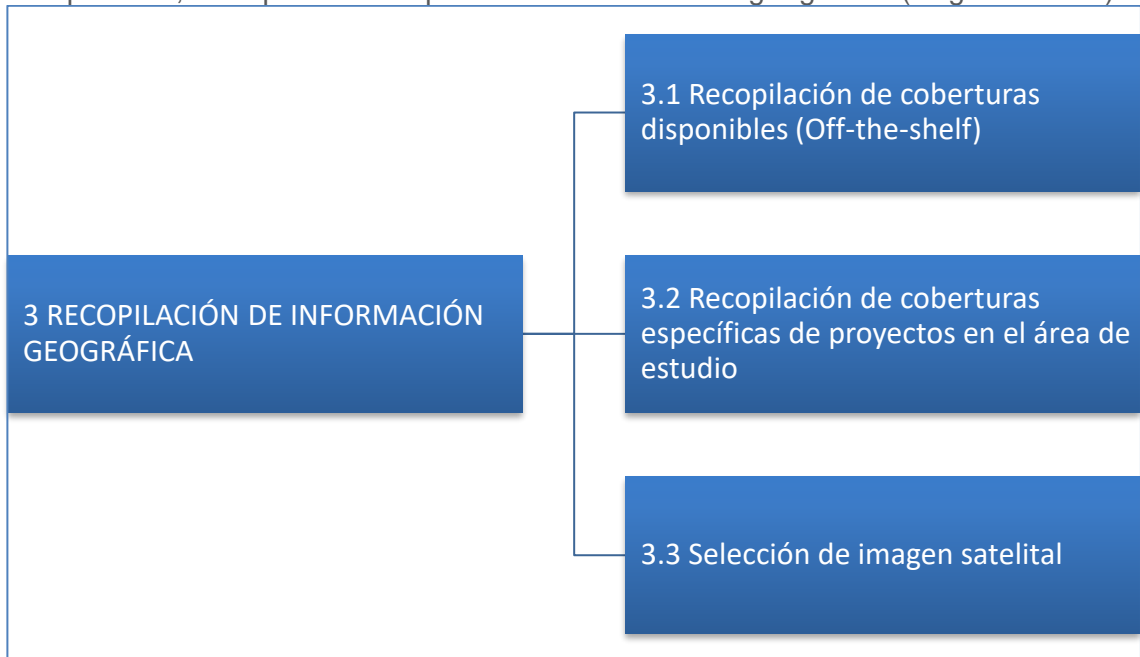 3 RECOPILACIÓN DE INFORMACIÓN
GEOGRÁFICA
3.1 Recopilación de coberturas
disponibles (Off-the-shelf)
3.2 Recopilación de coberturas
específicas de proyectos en el área de
estudio
3.3 Selección de imagen satelital